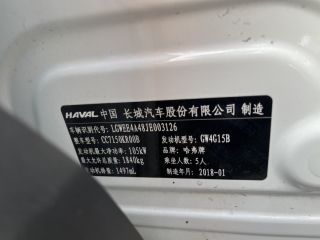 HAVAL 中国 长城汽车股份有限公司 制造
车辆识别代号: LGWEE4A48JE003126
整车型号: CC7150KR00B 发动机型号: GW4G15B
发动机最大净功率: 105kW 品牌: 哈弗牌
最大允许总质量: 1840kg 乘坐人数: 5人
发动机排量: 1497mL 制造年月: 2018-01